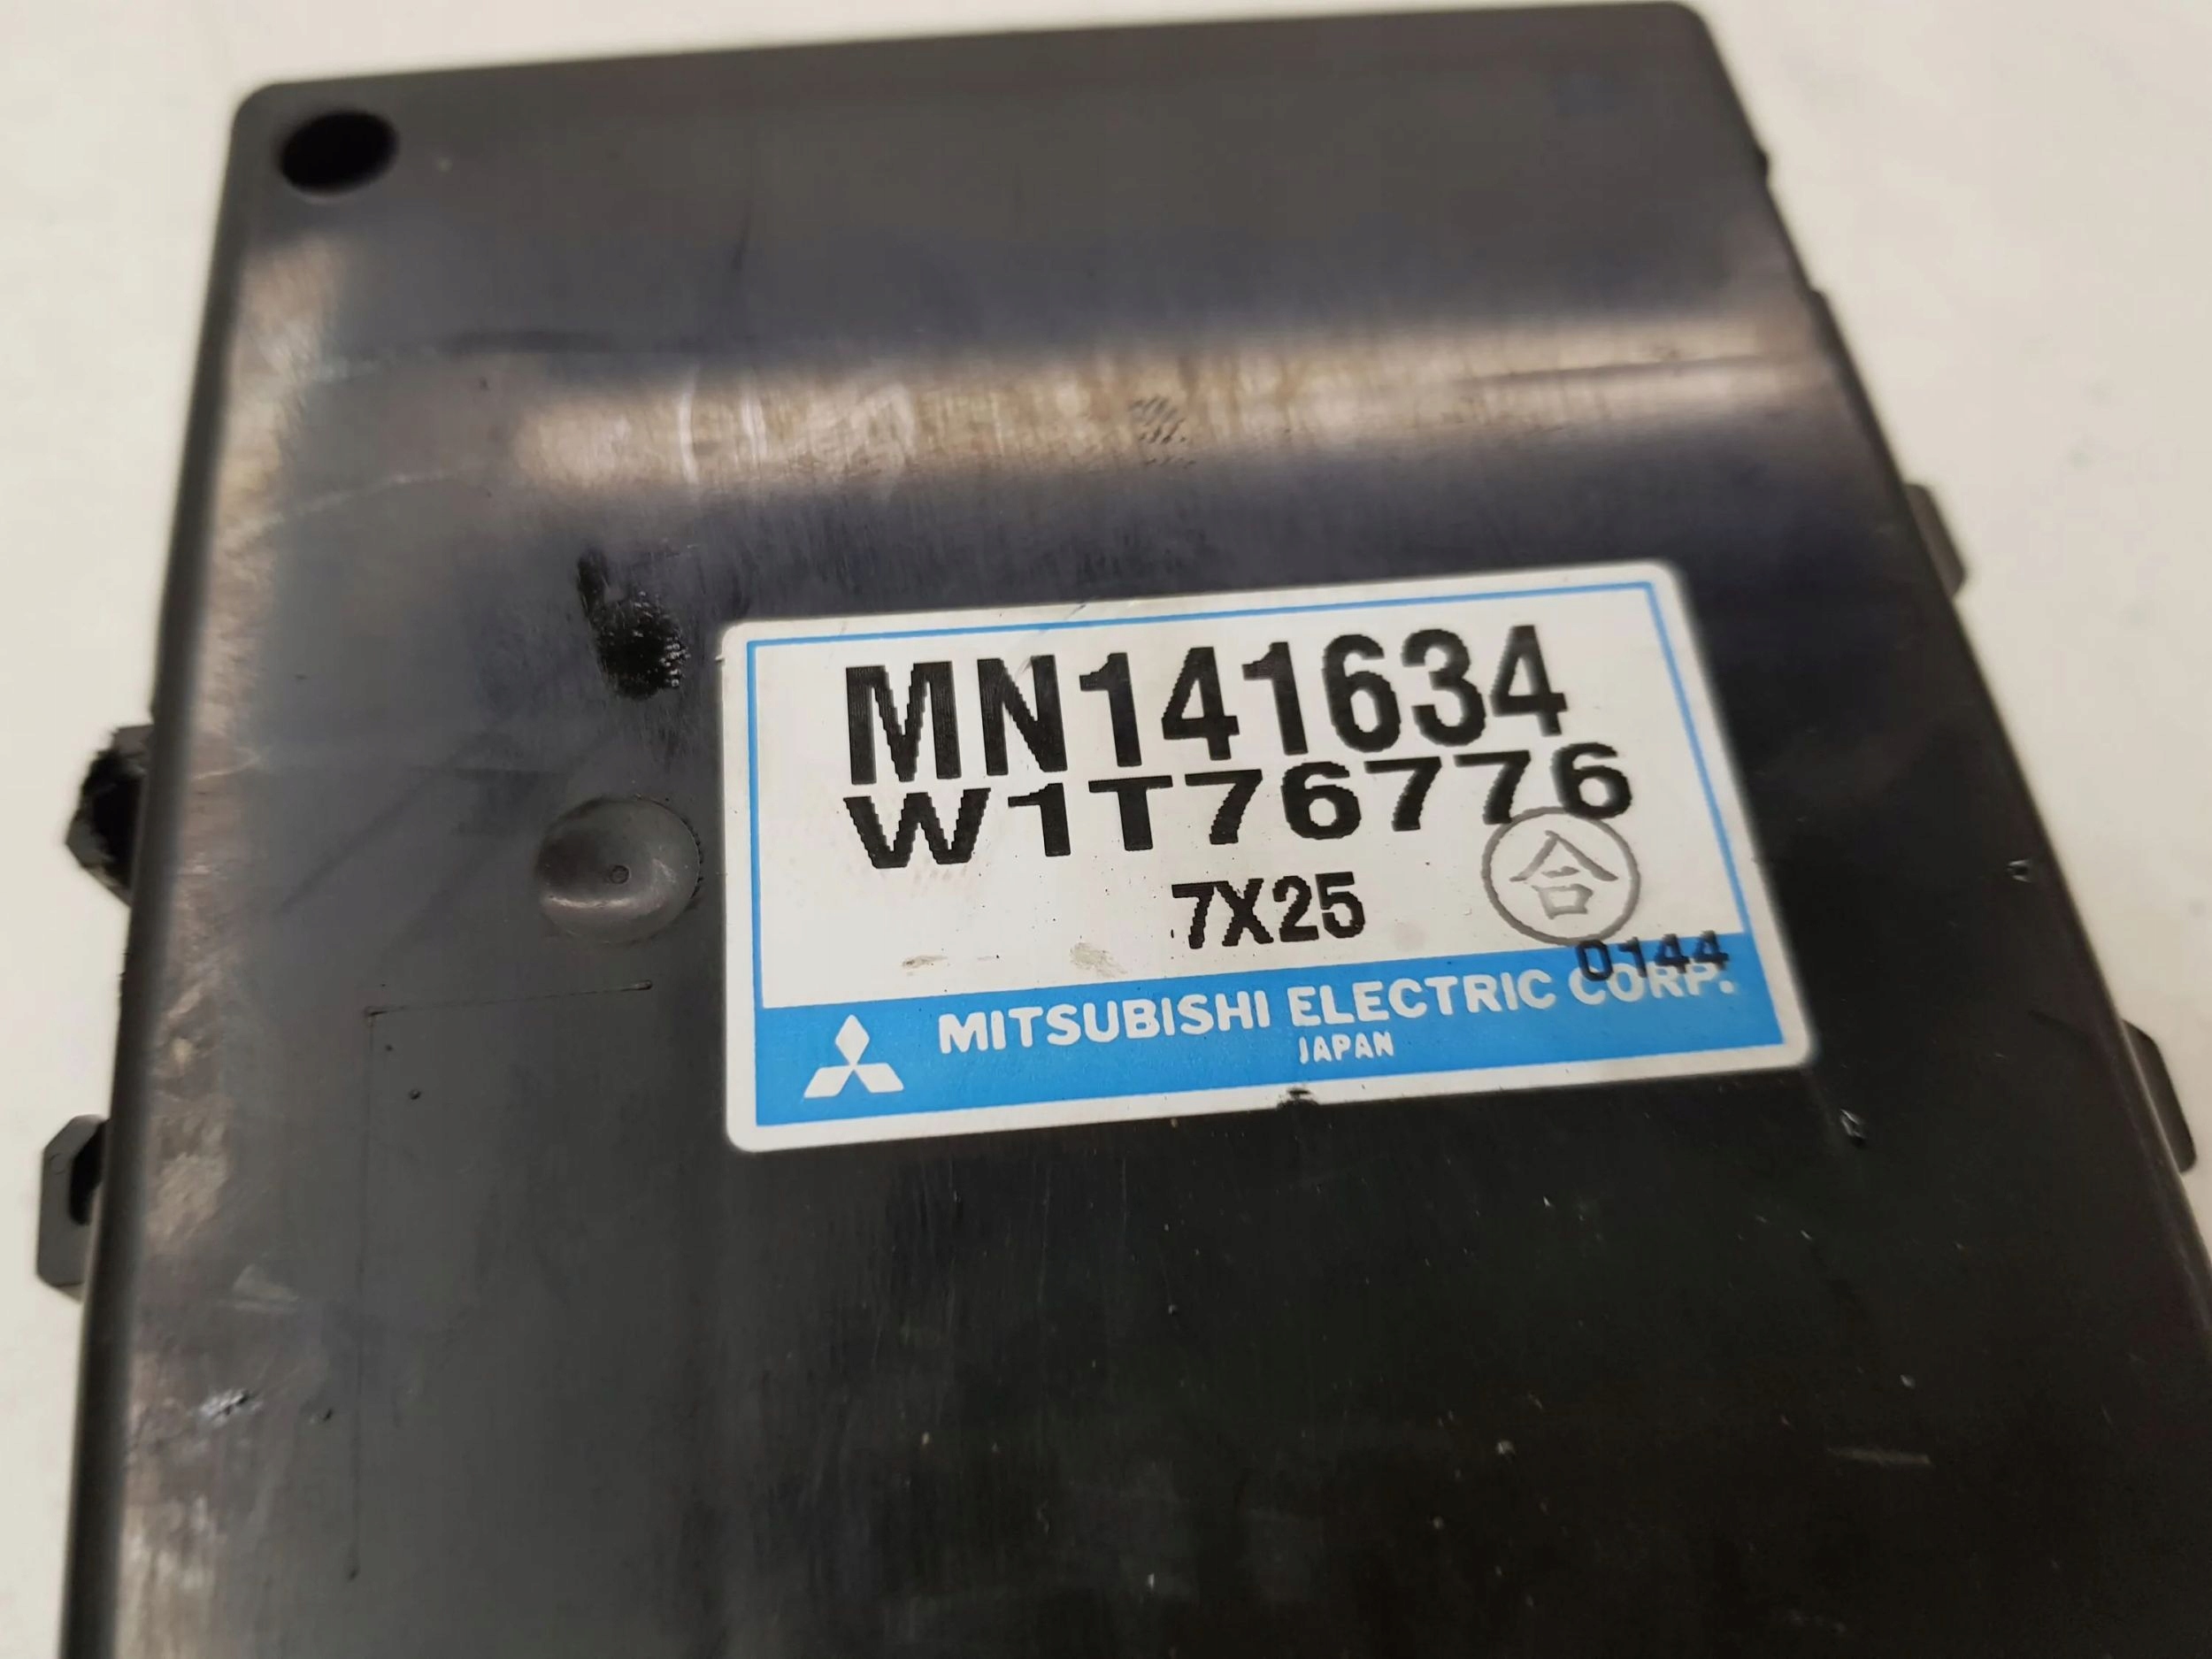 MN141634
W1T76776
7X25
合
0144
MITSUBISHI ELECTRIC CORP.
JAPAN